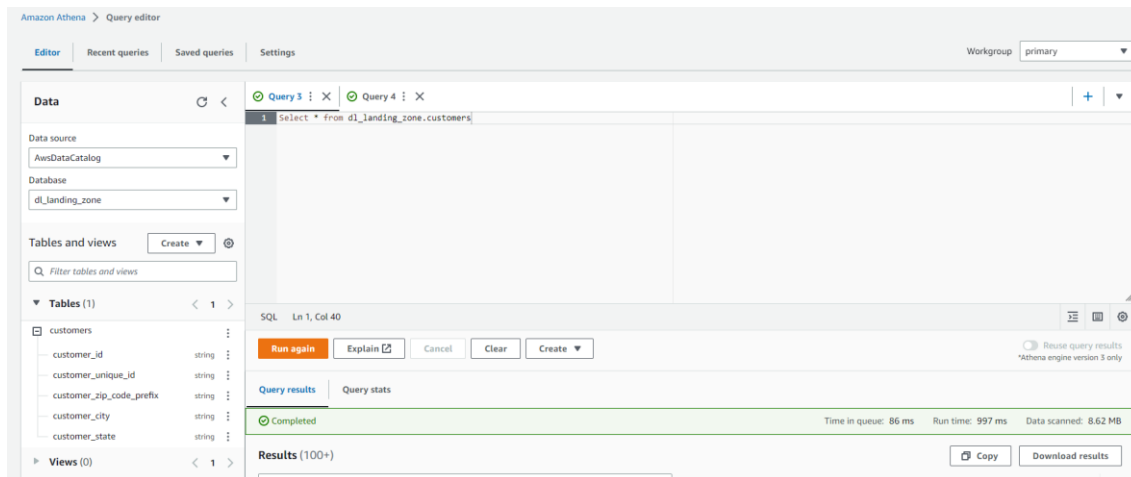 Amazon Athena > Query editor
Editor Recent queries Saved queries Settings Workgroup primary
Data
Data source
AwsDataCatalog
Database
dl_landing_zone
Tables and views Create
Filter tables and views
Tables (1) < 1 >
customers
customer_id string
customer_unique_id string
customer_zip_code_prefix string
customer_city string
customer_state string
Views (0) < 1 >
Query 3 Query 4
1 Select * from dl_landing_zone.customers
SQL Ln 1, Col 40
Run again Explain Cancel Clear Create Reuse query results
*Athena engine version 3 only
Query results Query stats
Completed Time in queue: 86 ms Run time: 997 ms Data scanned: 8.62 MB
Results (100+) Copy Download results